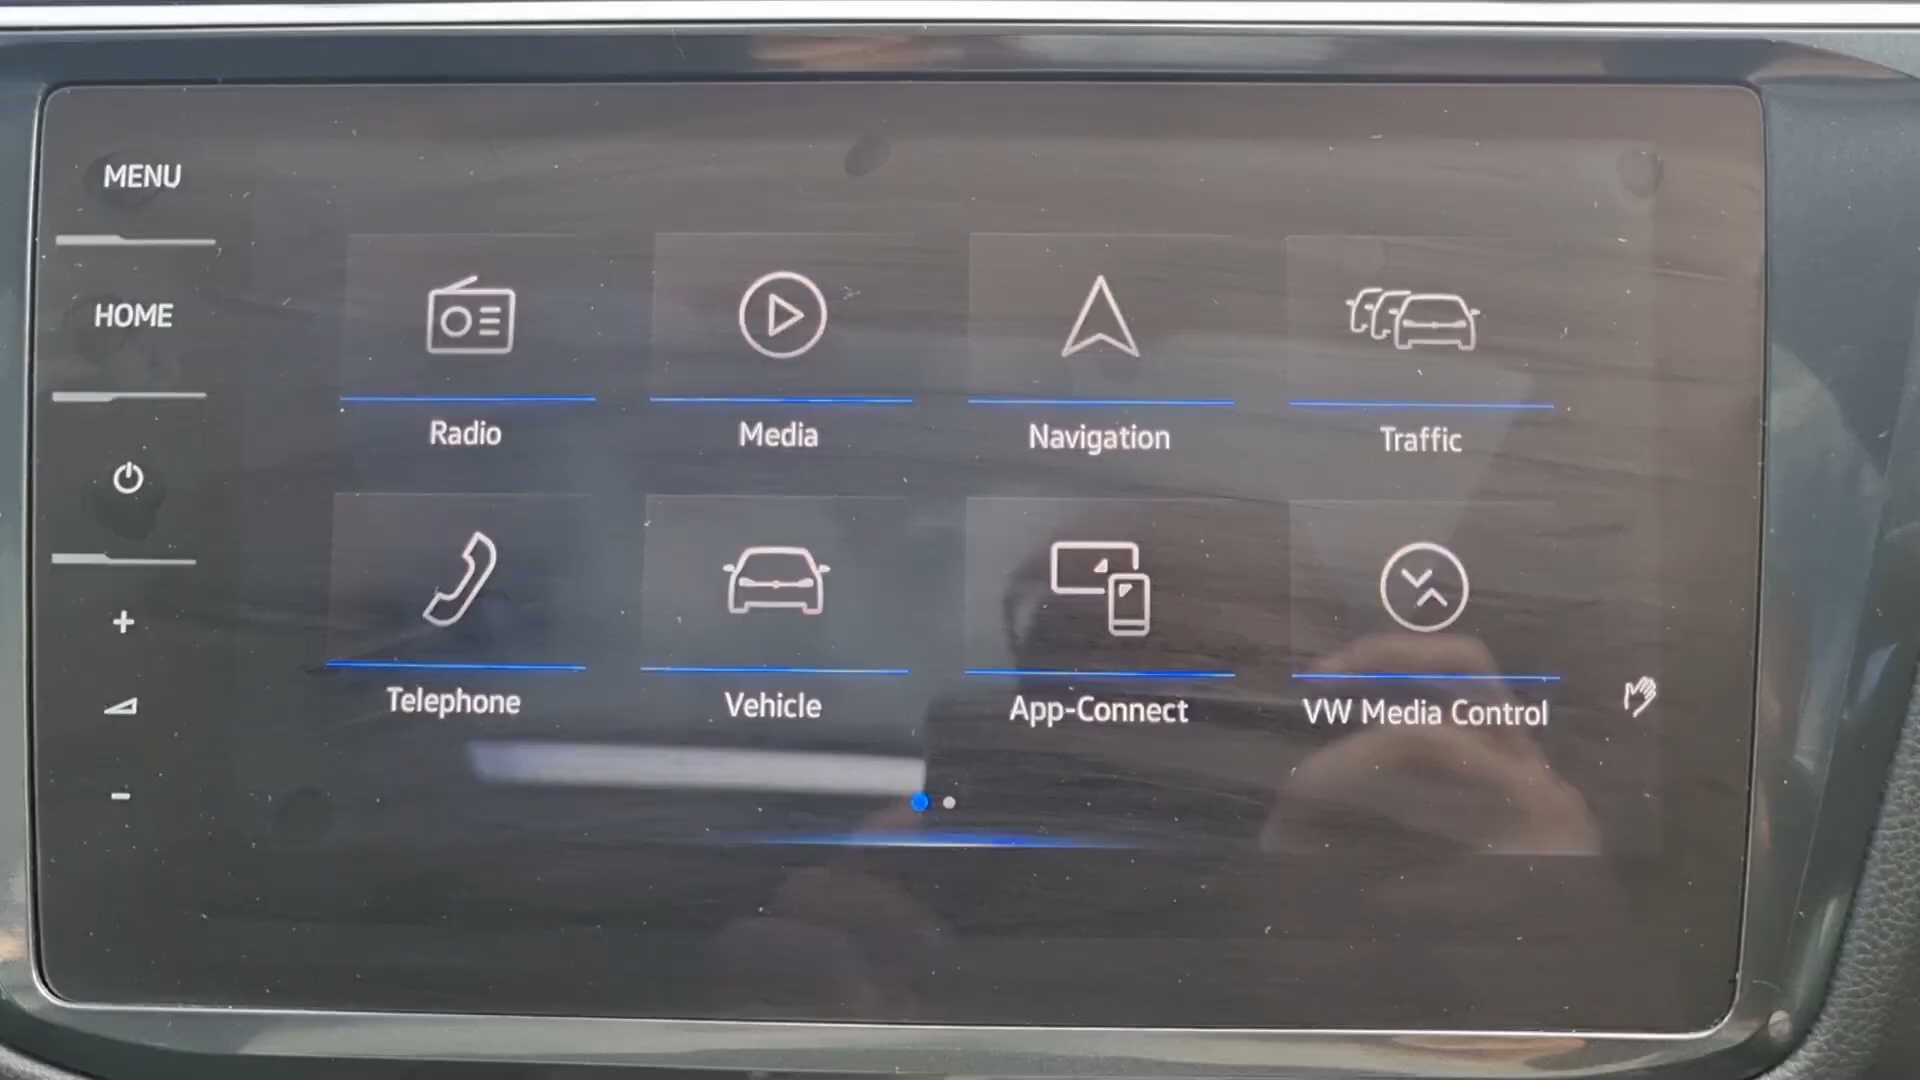 MENU
HOME
Radio
Media
Navigation
Traffic
Telephone
Vehicle
App-Connect
VW Media Control
+
-